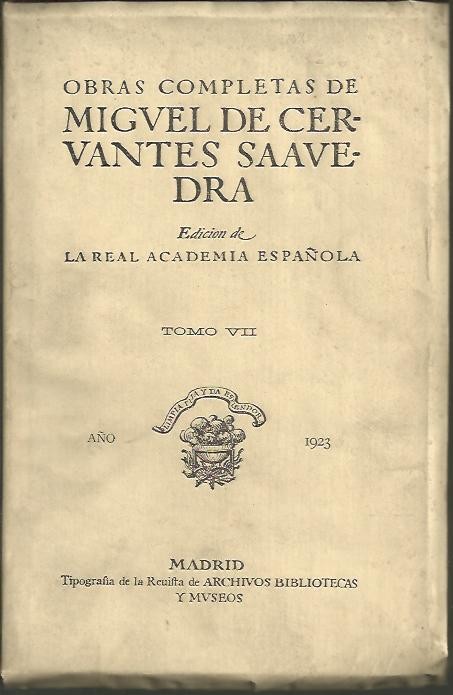 OBRAS COMPLETAS DE
MIGVEL DE CER-
VANTES SAAVE-
DRA
Edicion de
LA REAL ACADEMIA ESPAÑOLA
TOMO VII
LIMPIA FIJA Y DA ESPLENDOR
AÑO
1923
MADRID
Tipografia de la Reuiſta de ARCHIVOS BIBLIOTECAS
Y MVSEOS